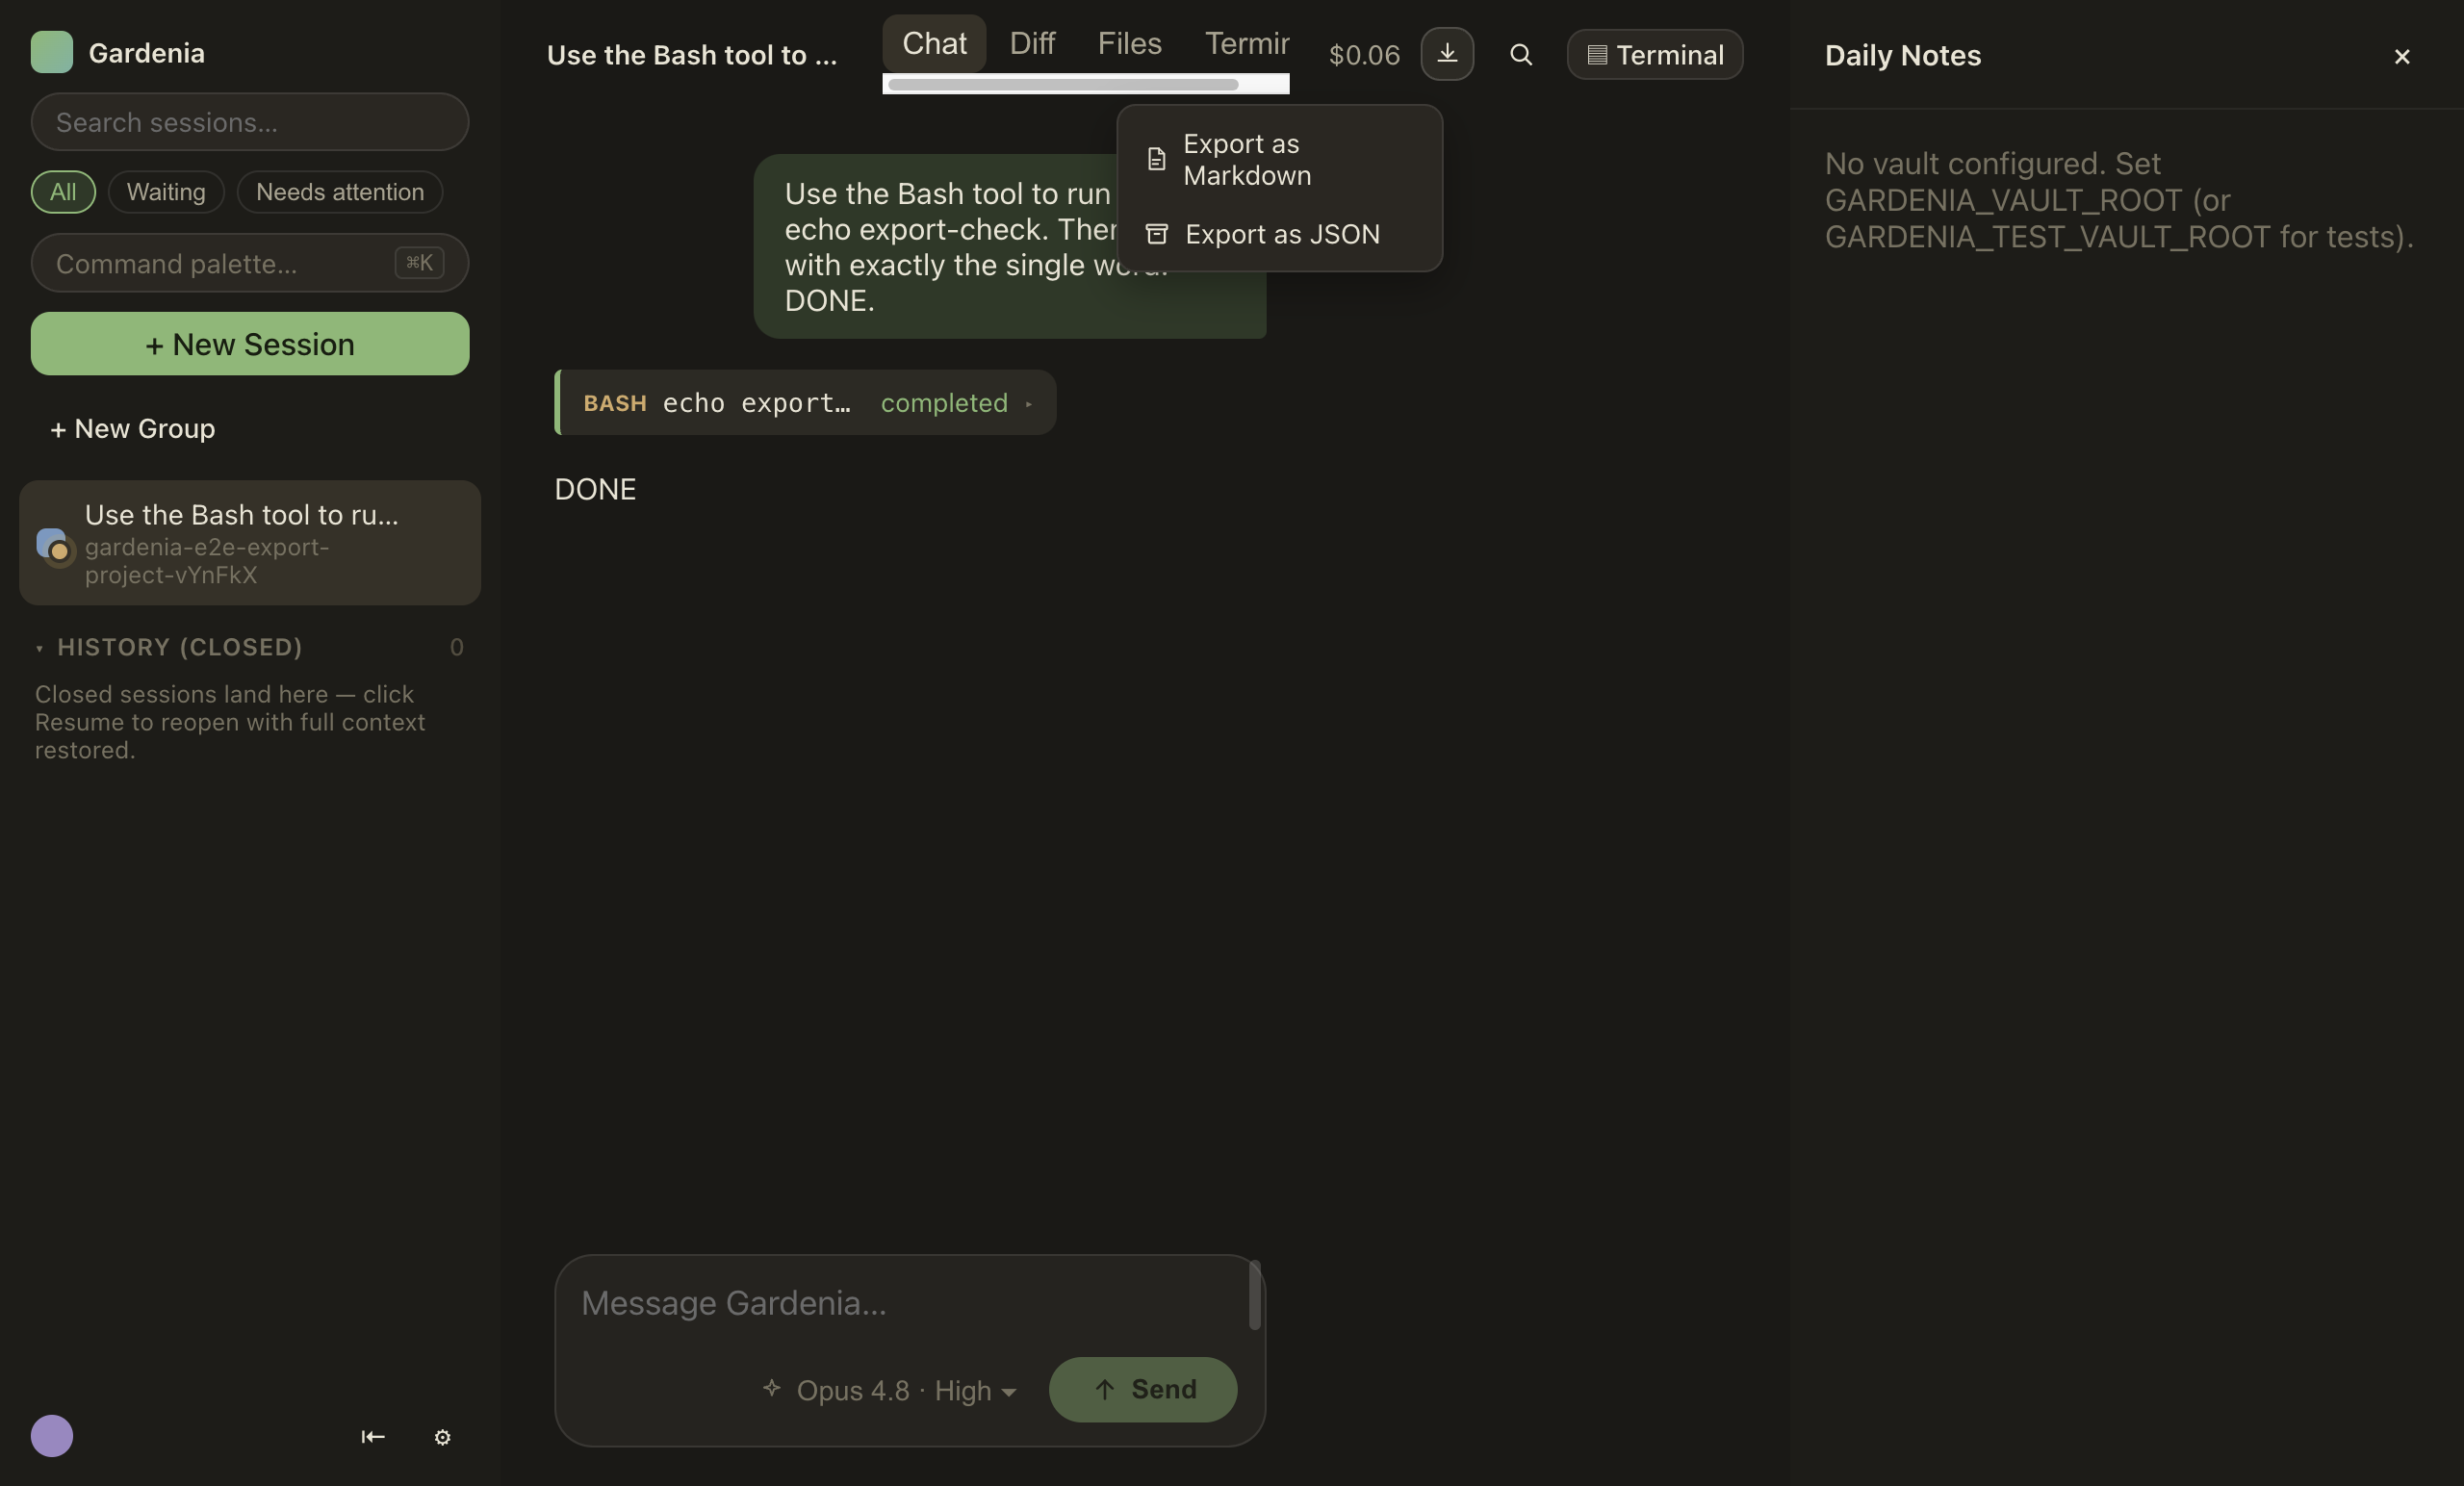 Gardenia
Search sessions...
All
Waiting
Needs attention
Command palette...
⌘K
+ New Session
+ New Group
Use the Bash tool to ru...
gardenia-e2e-export-
project-vYnFkX
HISTORY (CLOSED)
0
Closed sessions land here — click
Resume to reopen with full context
restored.
Use the Bash tool to ...
Chat
Diff
Files
$0.06
Terminal
Export as
Markdown
Export as JSON
Use the Bash tool to run
echo export-check.
with exactly the single
DONE.
BASH echo export… completed
DONE
Message Gardenia...
Opus 4.8 · High
Send
Daily Notes
No vault configured. Set
GARDENIA_VAULT_ROOT (or
GARDENIA_TEST_VAULT_ROOT for tests).